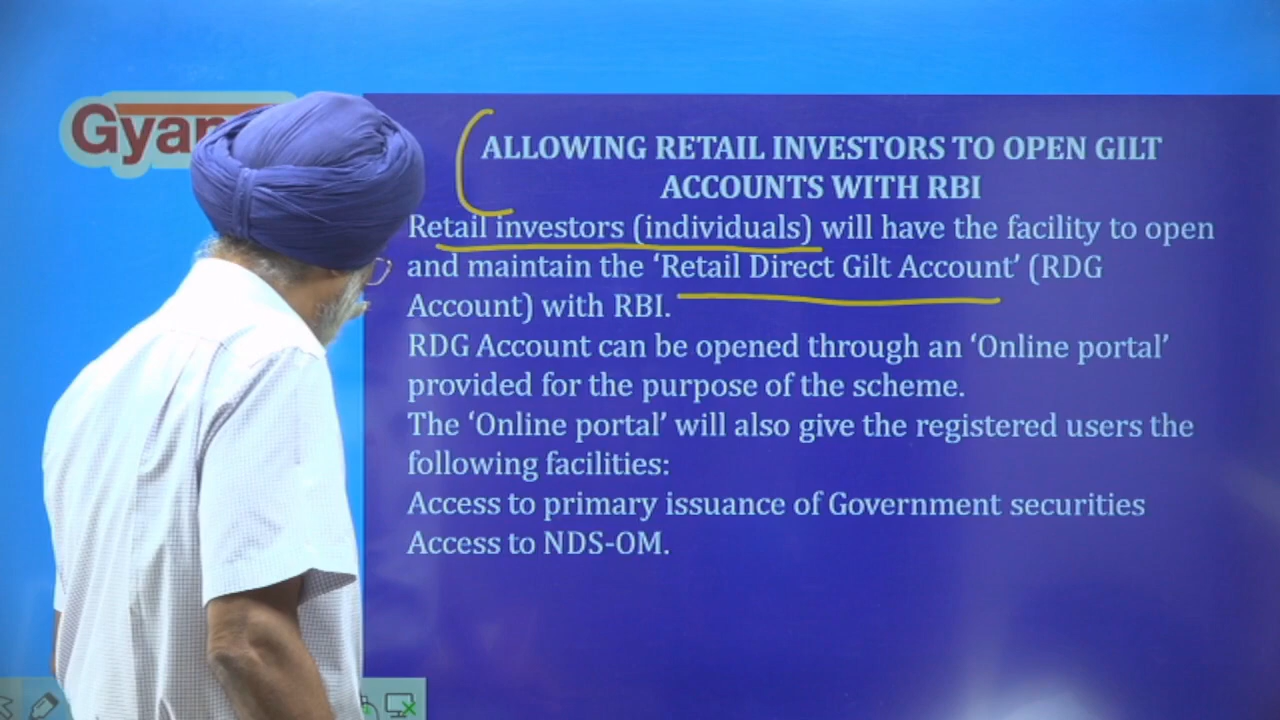 Gyan
ALLOWING RETAIL INVESTORS TO OPEN GILT
ACCOUNTS WITH RBI
Retail investors (individuals) will have the facility to open
and maintain the ‘Retail Direct Gilt Account’ (RDG
Account) with RBI.
RDG Account can be opened through an ‘Online portal’
provided for the purpose of the scheme.
The ‘Online portal’ will also give the registered users the
following facilities:
Access to primary issuance of Government securities
Access to NDS-OM.